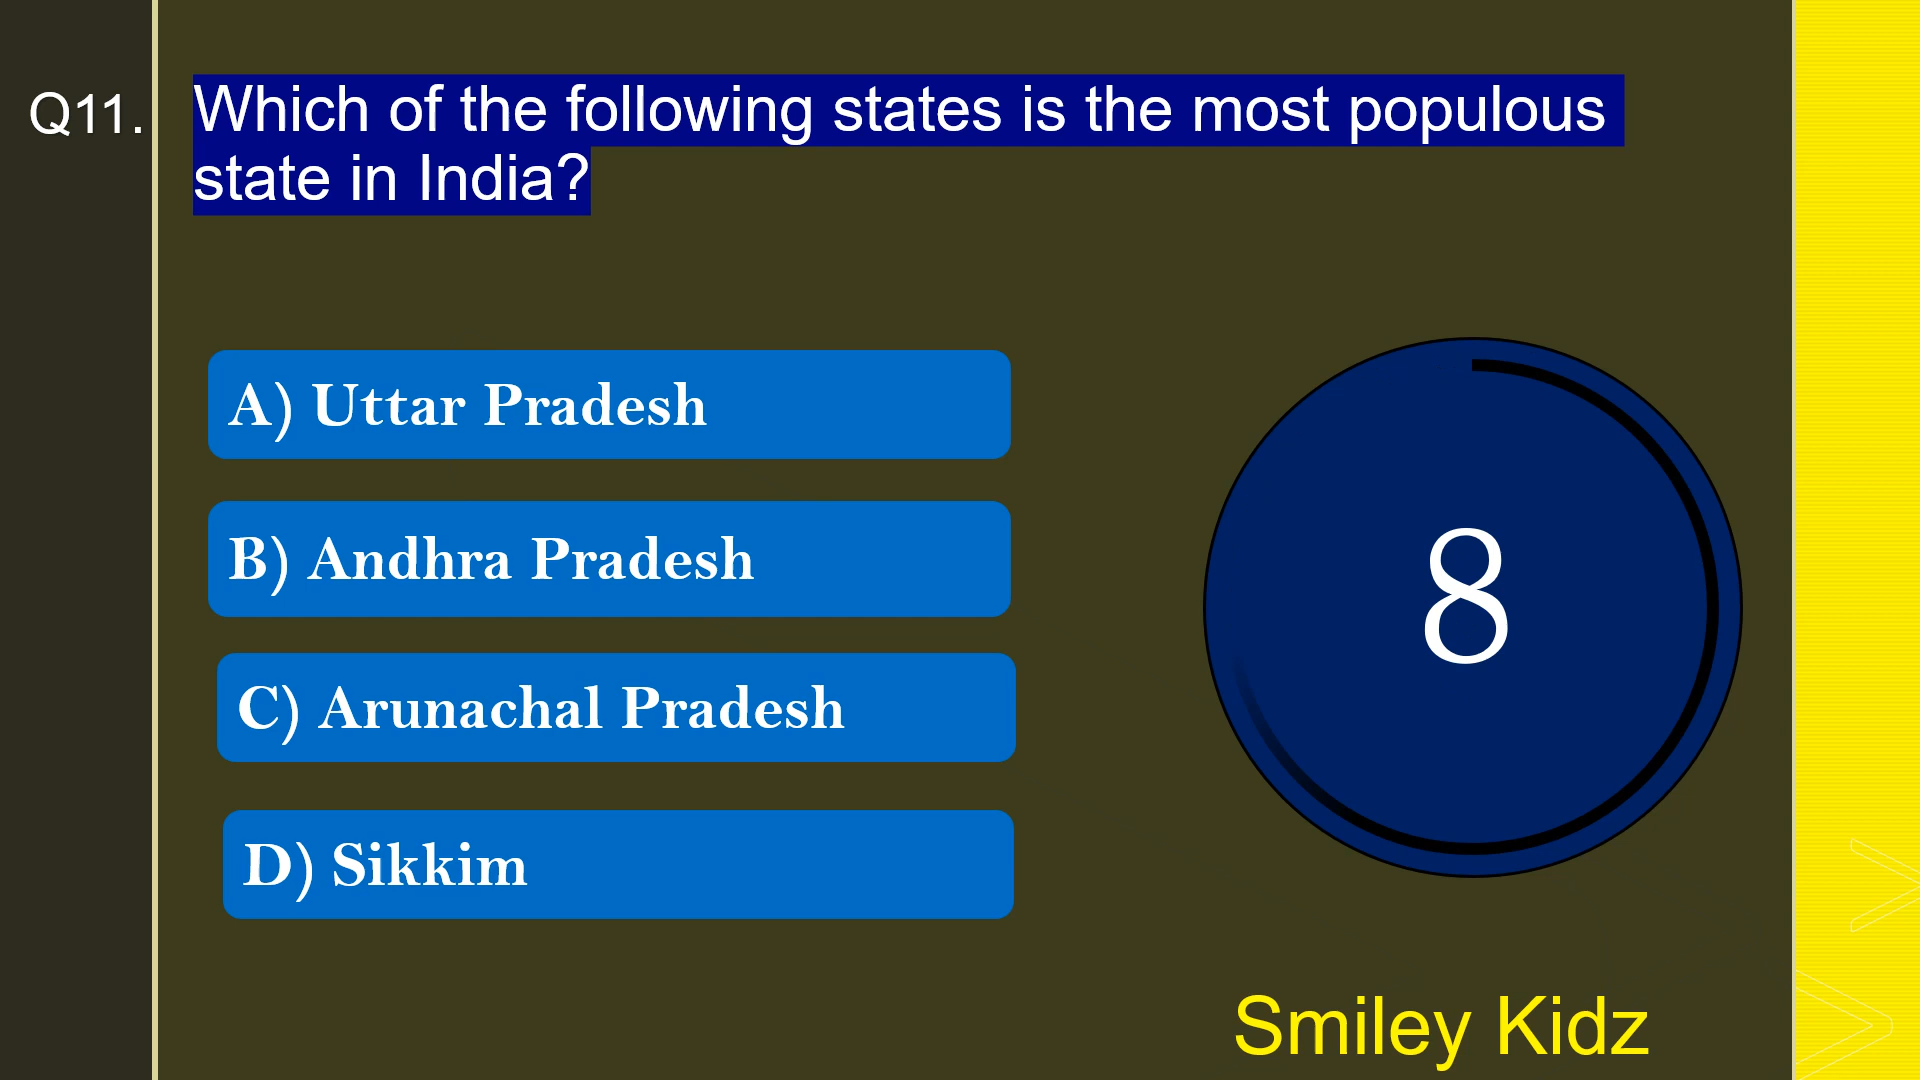 Q11.
Which of the following states is the most populous
state in India?
A) Uttar Pradesh
B) Andhra Pradesh
C) Arunachal Pradesh
D) Sikkim
8
Smiley Kidz